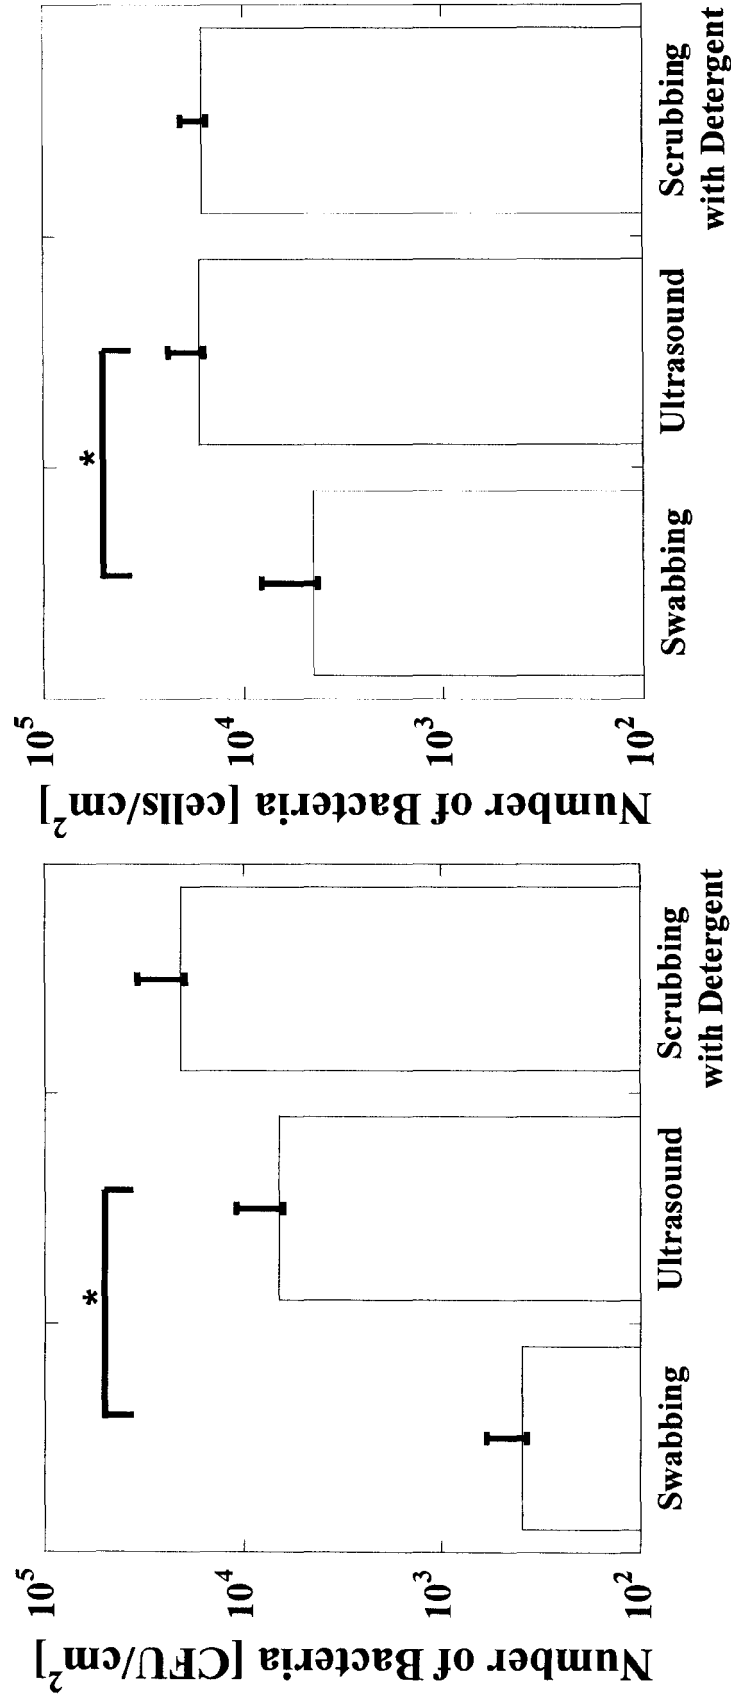 Number of Bacteria [CFU/cm²]
10⁵
10⁴
10³
10²
*
Swabbing
Ultrasound
Scrubbing
with Detergent
Number of Bacteria [cells/cm²]
10⁵
10⁴
10³
10²
*
Swabbing
Ultrasound
Scrubbing
with Detergent